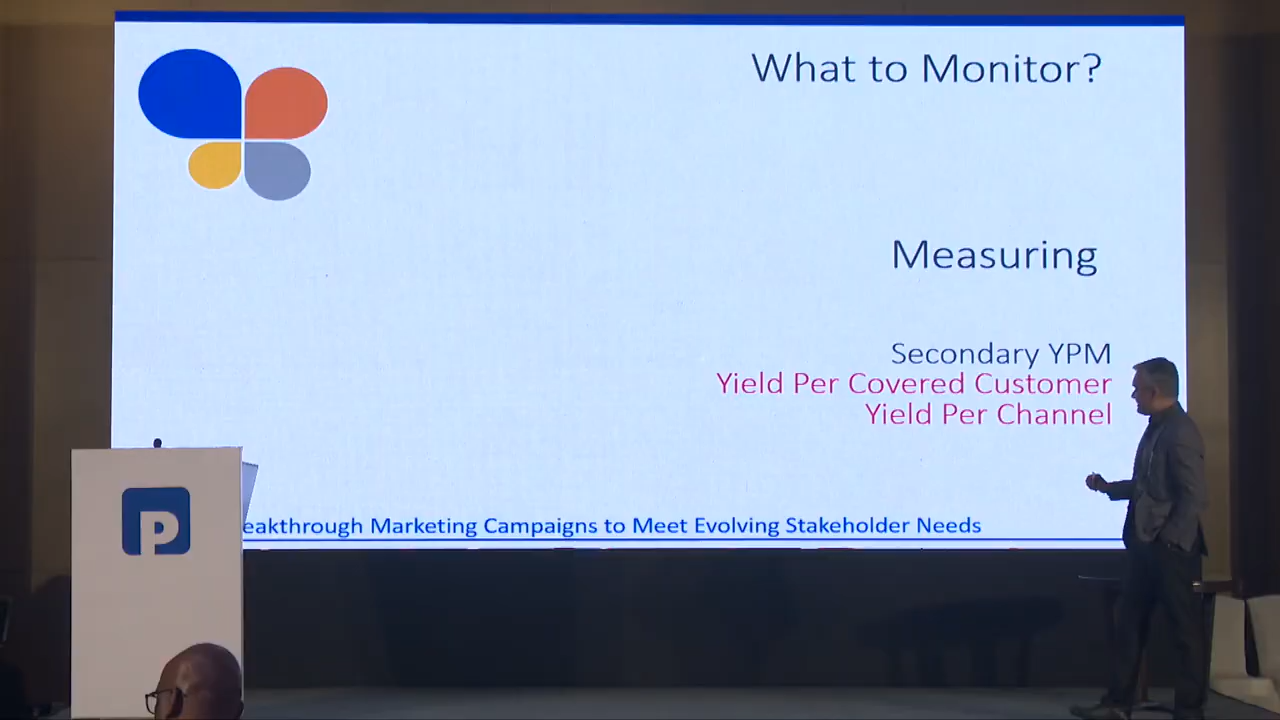 What to Monitor?
Measuring
Secondary YPM
Yield Per Covered Customer
Yield Per Channel
eakthrough Marketing Campaigns to Meet Evolving Stakeholder Needs
P